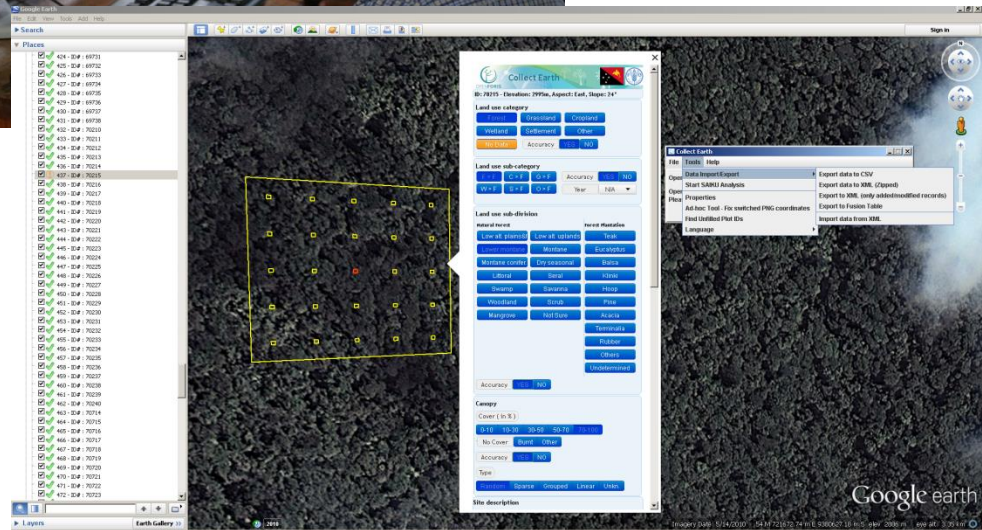 Google Earth
File Edit View Tools Add Help
Search
Sign in
Places
424 - ID# : 69731
425 - ID# : 69732
426 - ID# : 69733
427 - ID# : 69734
428 - ID# : 69735
429 - ID# : 69736
430 - ID# : 69737
431 - ID# : 69738
432 - ID# : 70210
433 - ID# : 70211
434 - ID# : 70212
435 - ID# : 70213
436 - ID# : 70214
437 - ID# : 70215
438 - ID# : 70216
439 - ID# : 70217
440 - ID# : 70218
441 - ID# : 70219
442 - ID# : 70220
443 - ID# : 70221
444 - ID# : 70222
445 - ID# : 70223
446 - ID# : 70224
447 - ID# : 70225
448 - ID# : 70226
449 - ID# : 70227
450 - ID# : 70228
451 - ID# : 70229
452 - ID# : 70230
453 - ID# : 70231
454 - ID# : 70232
455 - ID# : 70233
456 - ID# : 70234
457 - ID# : 70235
458 - ID# : 70236
459 - ID# : 70237
460 - ID# : 70238
461 - ID# : 70239
462 - ID# : 70240
463 - ID# : 70714
464 - ID# : 70715
465 - ID# : 70716
466 - ID# : 70717
467 - ID# : 70718
468 - ID# : 70719
469 - ID# : 70720
470 - ID# : 70721
471 - ID# : 70722
472 - ID# : 70723
Layers
Earth Gallery
Collect Earth
ID: 70215 - Elevation: 2995m, Aspect: East, Slope: 24°
Land use category
Forest Grassland Cropland
Wetland Settlement Other
No Data Accuracy YES NO
Land use sub-category
F > F C > F G > F Accuracy YES NO
W > F S > F O > F Year N/A
Land use sub-division
Natural Forest Forest Plantation
Low alt. plains Low alt. uplands Teak
Lower montane Montane Eucalyptus
Montane conifer Dry seasonal Balsa
Littoral Seral Klinic
Swamp Savanna Hoop
Woodland Scrub Pine
Mangrove Not Sure Acacia
Terminalia
Rubber
Others
Undetermined
Accuracy YES NO
Canopy
Cover ( in % )
0-10 10-30 30-50 50-70 70-100
No Cover Burnt Other
Accuracy YES NO
Type
Random Sparse Grouped Linear Unkn.
Site description
Collect Earth
File Tools Help
Data Import/Export
Start SAIKU Analysis
Properties
Ad-hoc Tool - Fix switched PNG coordinates
Find Unfilled Plot IDs
Language
Export data to CSV
Export data to XML (Zipped)
Export to XML (only added/modified records)
Export to Fusion Table
Import data from XML
Google earth
2010
Imagery Date: 5/14/2010